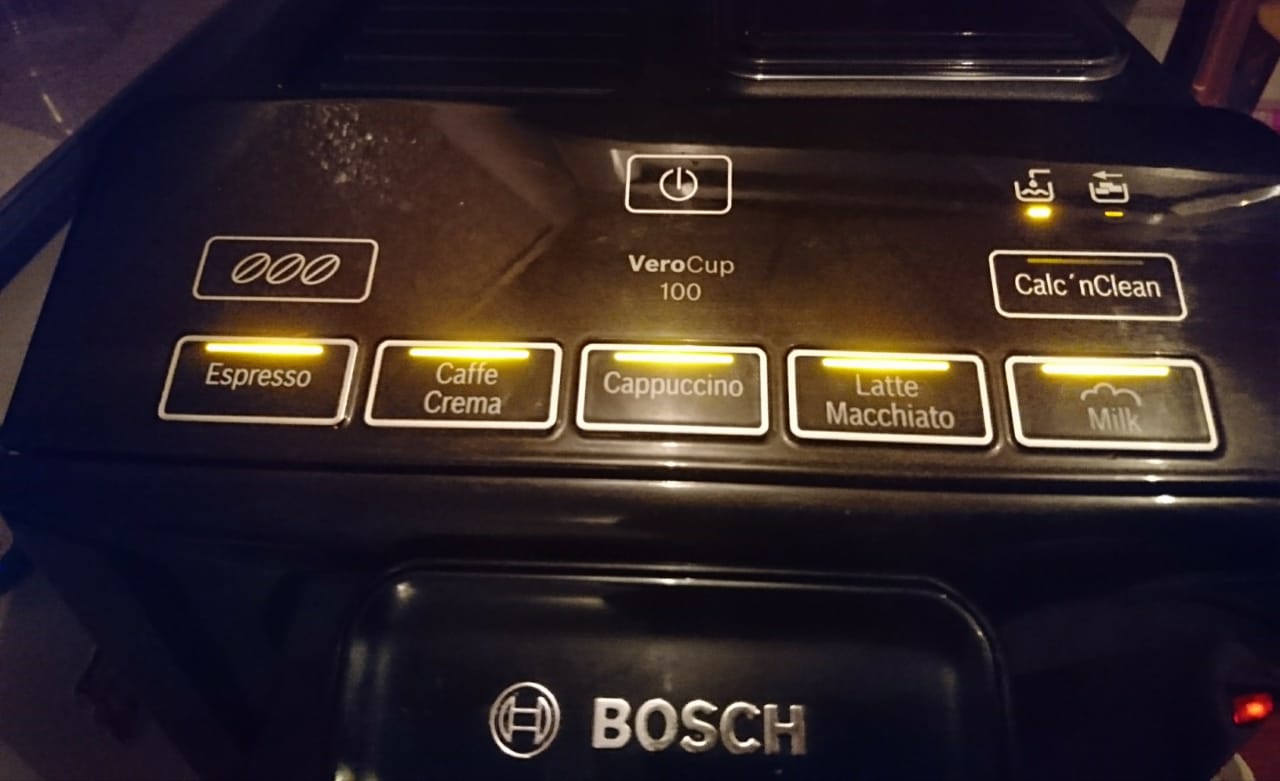 VeroCup
100
Calc´nClean
Espresso
Caffe
Crema
Cappuccino
Latte
Macchiato
Milk
BOSCH